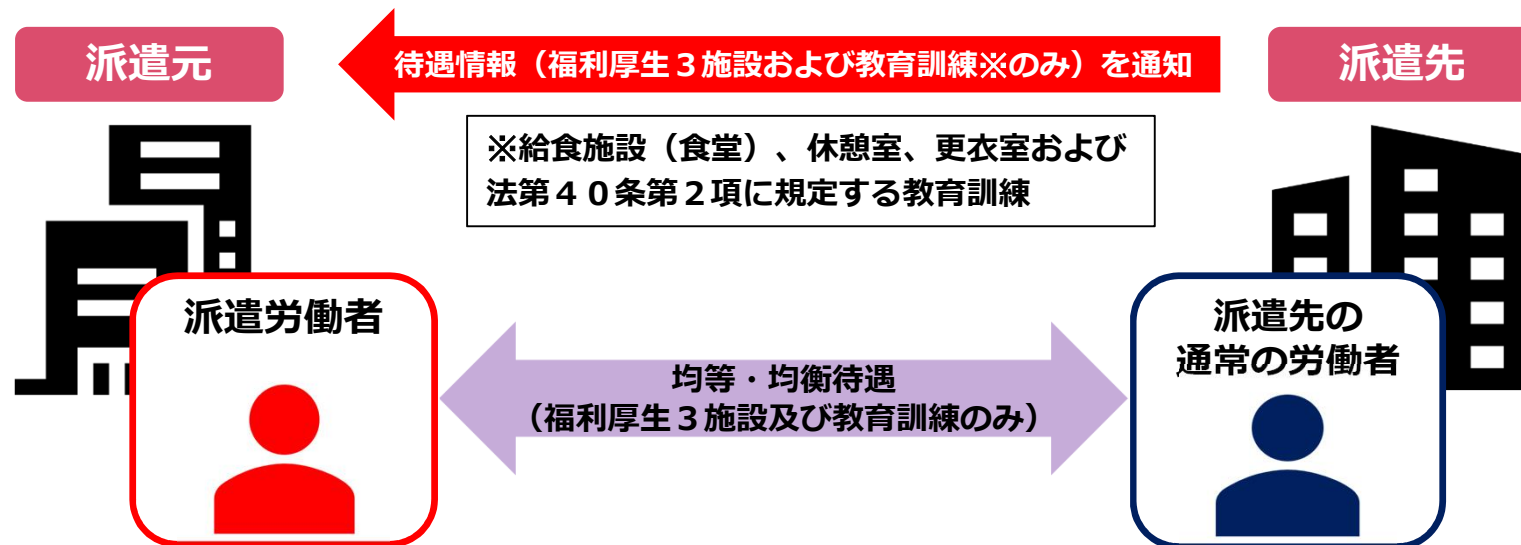 派遣元
待遇情報（福利厚生３施設および教育訓練※のみ）を通知
派遣先
※給食施設（食堂）、休憩室、更衣室および
法第４０条第２項に規定する教育訓練
派遣労働者
均等・均衡待遇
（福利厚生３施設及び教育訓練のみ）
派遣先の
通常の労働者